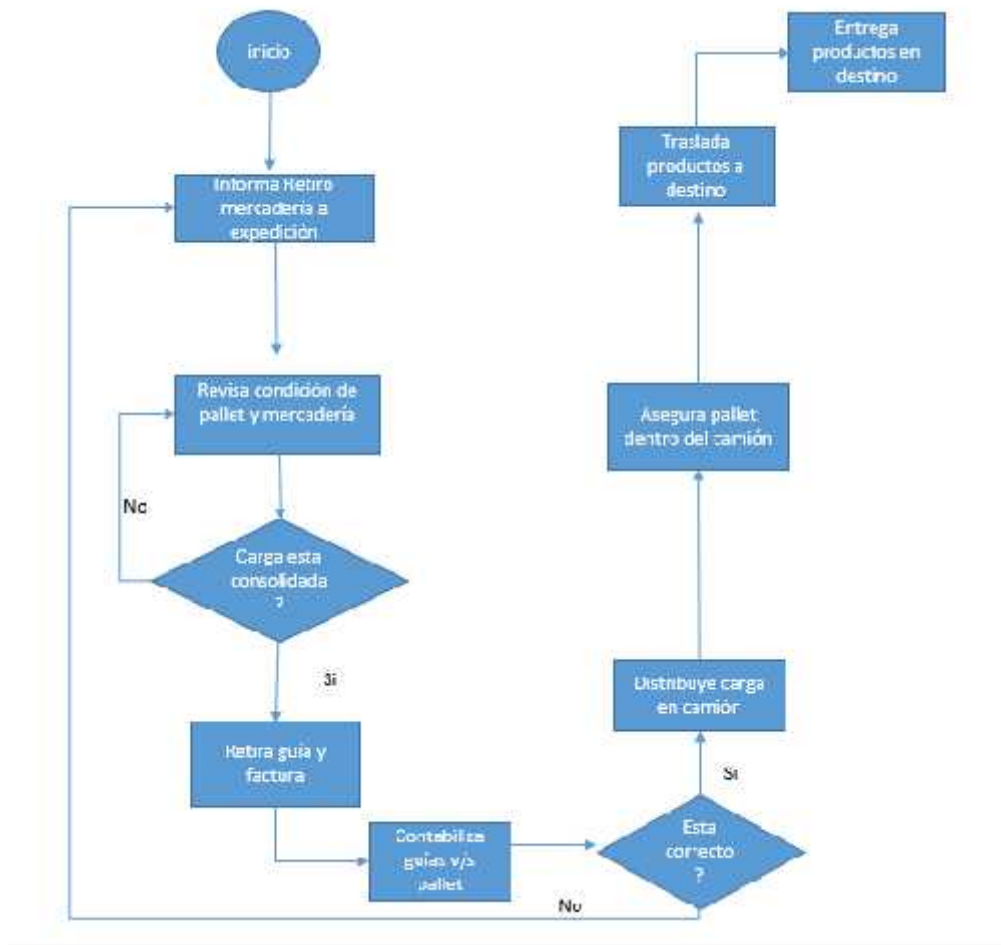 inicio
Informa Retiro
mercadería a
expedición
Revisa condición de
pallet y mercadería
No
Carga esta
consolidada
?
Si
Retira guía y
factura
Contabiliza
guías v/s
pallet
No
Esta
correcto
?
Si
Distribuye carga
en camión
Asegura pallet
dentro del camión
Traslada
productos a
destino
Entrega
productos en
destino